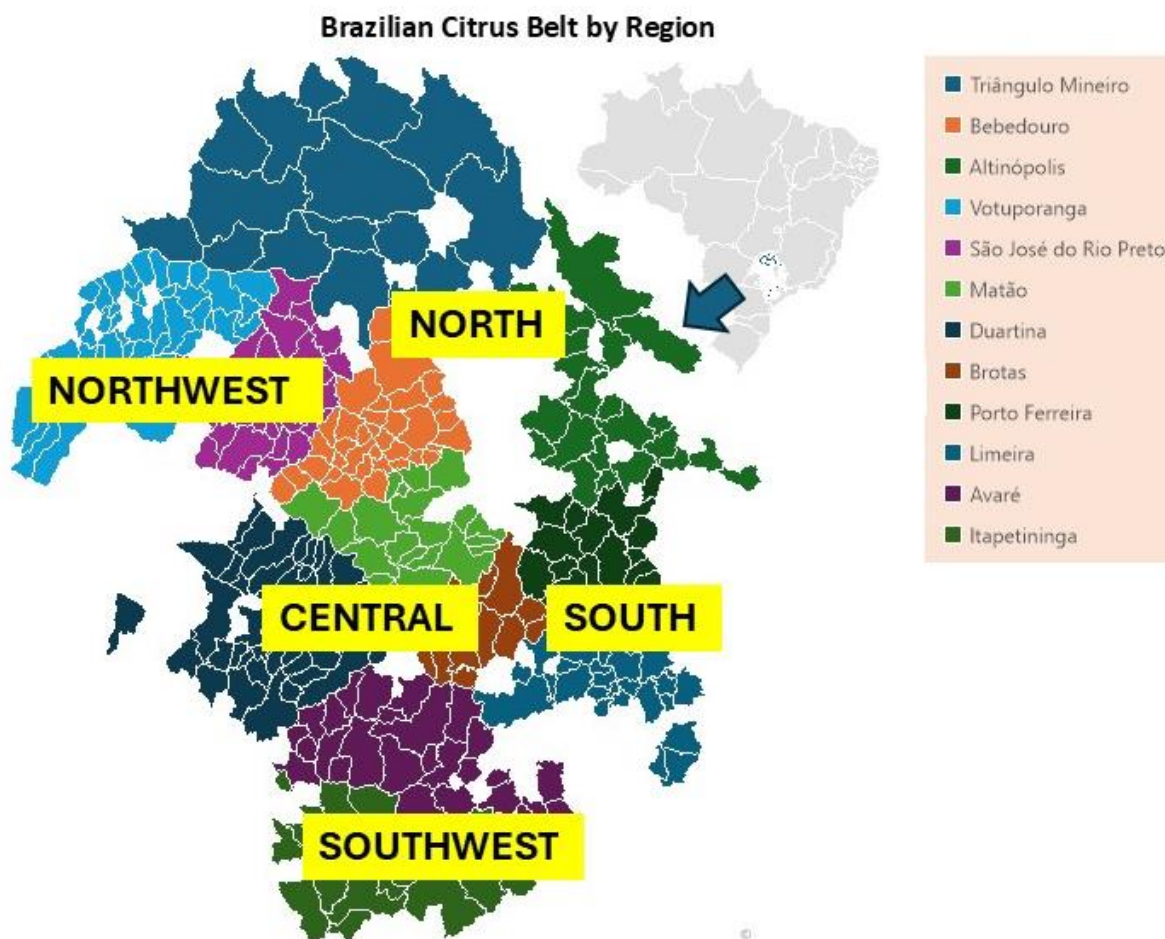 Brazilian Citrus Belt by Region
Triângulo Mineiro
Bebedouro
Altinópolis
Votuporanga
São José do Rio Preto
Matão
Duartina
Brotas
Porto Ferreira
Limeira
Avaré
Itapetininga
NORTH
NORTHWEST
CENTRAL
SOUTH
SOUTHWEST
©